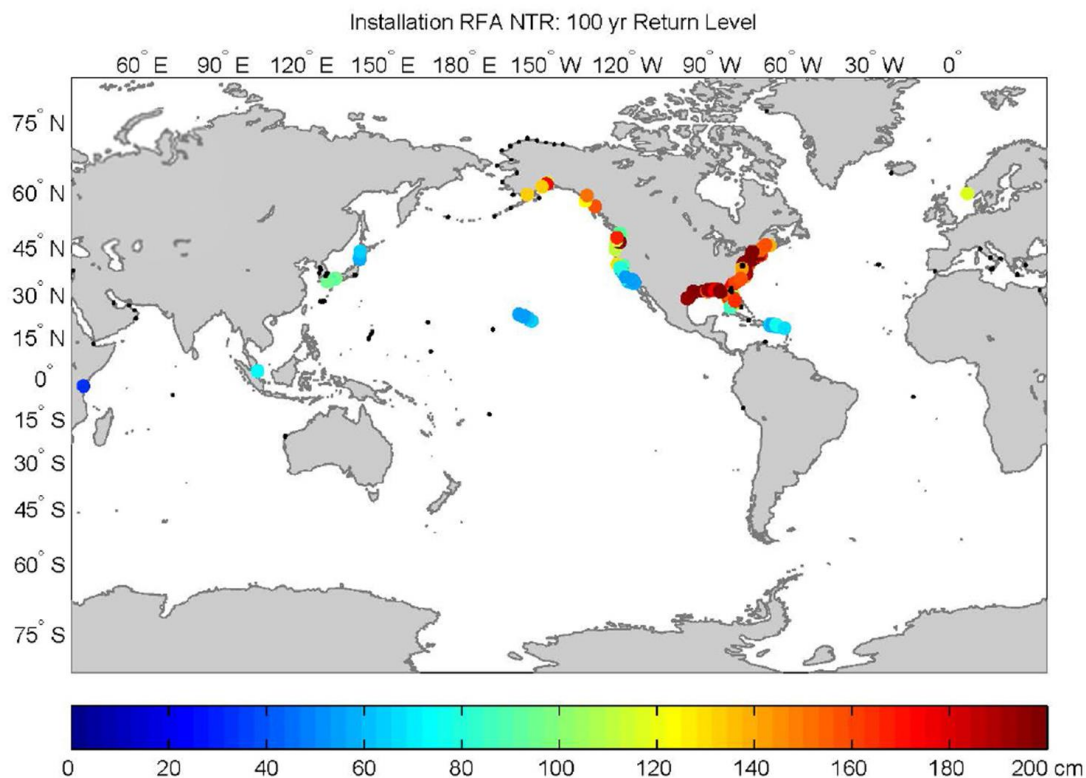 Installation RFA NTR: 100 yr Return Level
60° E 90° E 120° E 150° E 180° E 150° W 120° W 90° W 60° W 30° W 0°
75° N
60° N
45° N
30° N
15° N
0°
15° S
30° S
45° S
60° S
75° S
0 20 40 60 80 100 120 140 160 180 200 cm